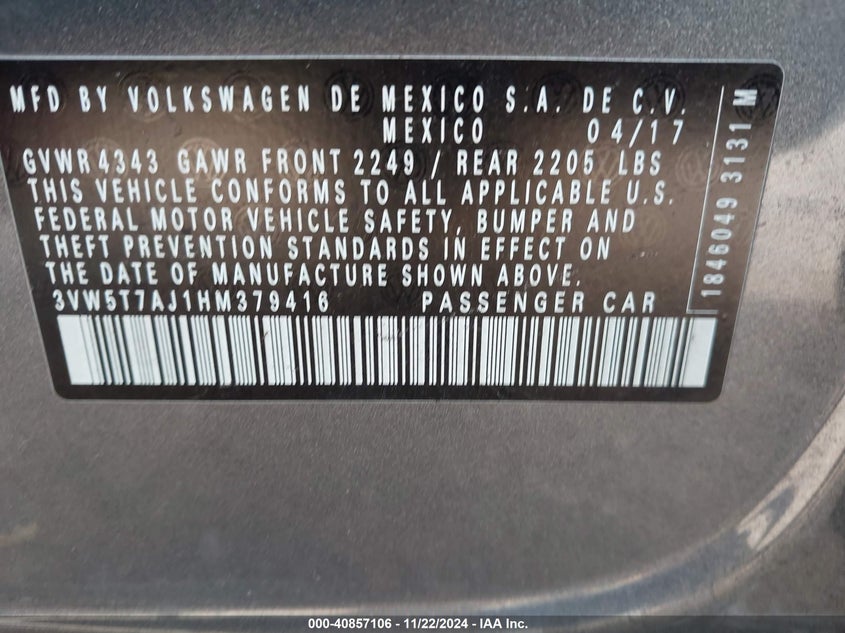 MFD BY VOLKSWAGEN DE MEXICO S.A. DE C.V.
MEXICO 04/17
GVWR 4343 GAWR FRONT 2249 / REAR 2205 LBS
THIS VEHICLE CONFORMS TO ALL APPLICABLE U.S.
FEDERAL MOTOR VEHICLE SAFETY, BUMPER AND
THEFT PREVENTION STANDARDS IN EFFECT ON
THE DATE OF MANUFACTURE SHOWN ABOVE.
3VW5T7AJ1HM379416 PASSENGER CAR
1846049 3131 M
000-40857106 - 11/22/2024 - IAA Inc.